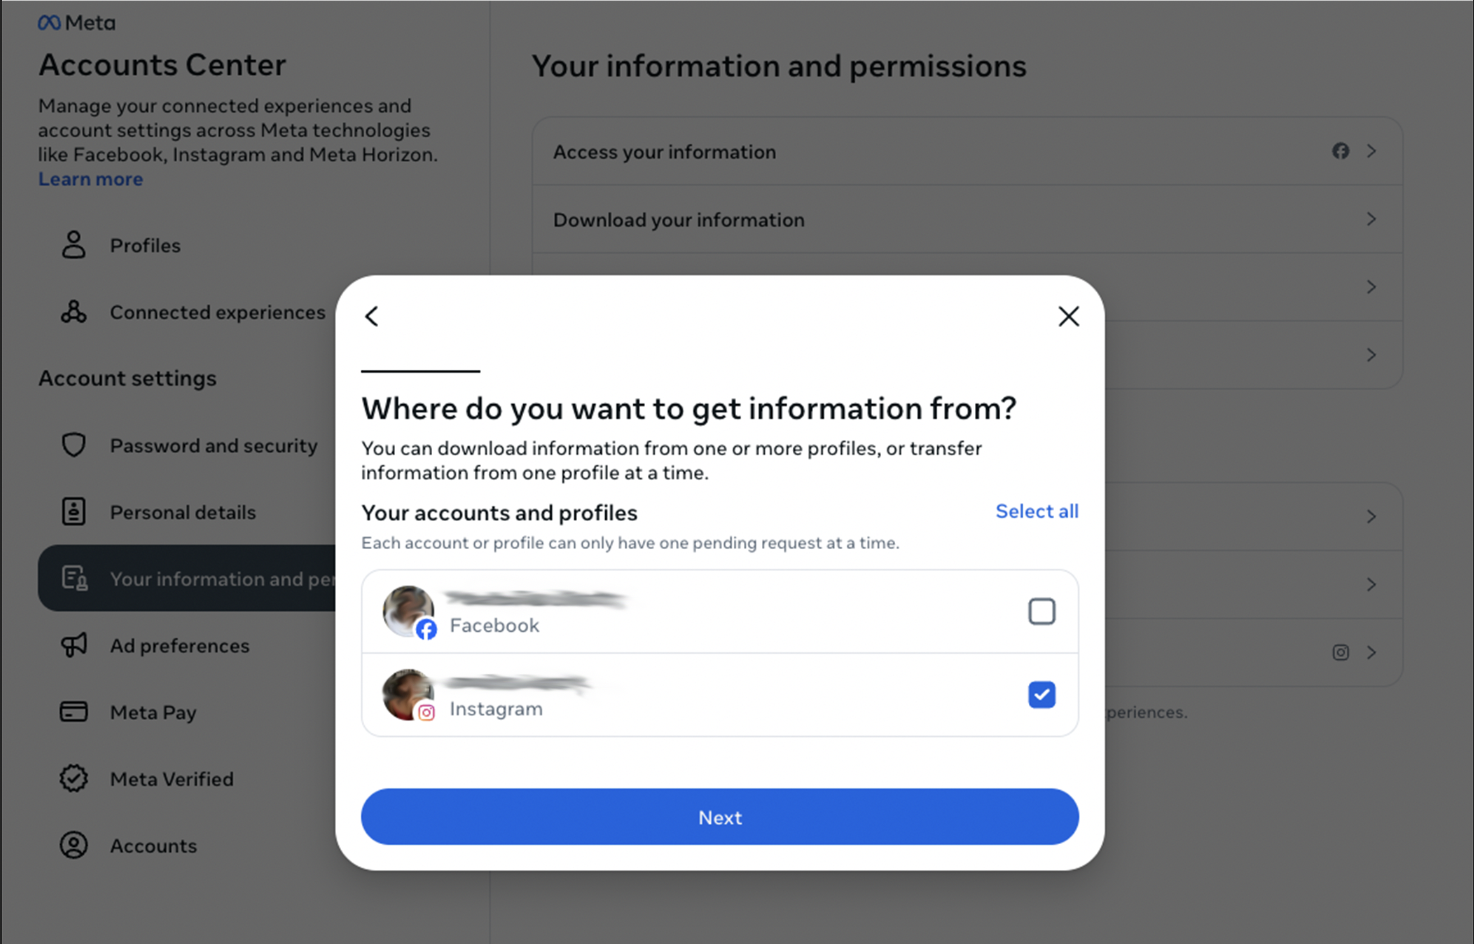 Meta
Accounts Center
Manage your connected experiences and
account settings across Meta technologies
like Facebook, Instagram and Meta Horizon.
Learn more
Profiles
Connected experiences
Account settings
Password and security
Personal details
Your information and per
Ad preferences
Meta Pay
Meta Verified
Accounts
Your information and permissions
Access your information
Download your information
Where do you want to get information from?
You can download information from one or more profiles, or transfer
information from one profile at a time.
Your accounts and profiles
Select all
Each account or profile can only have one pending request at a time.
Facebook
Instagram
Next
periences.